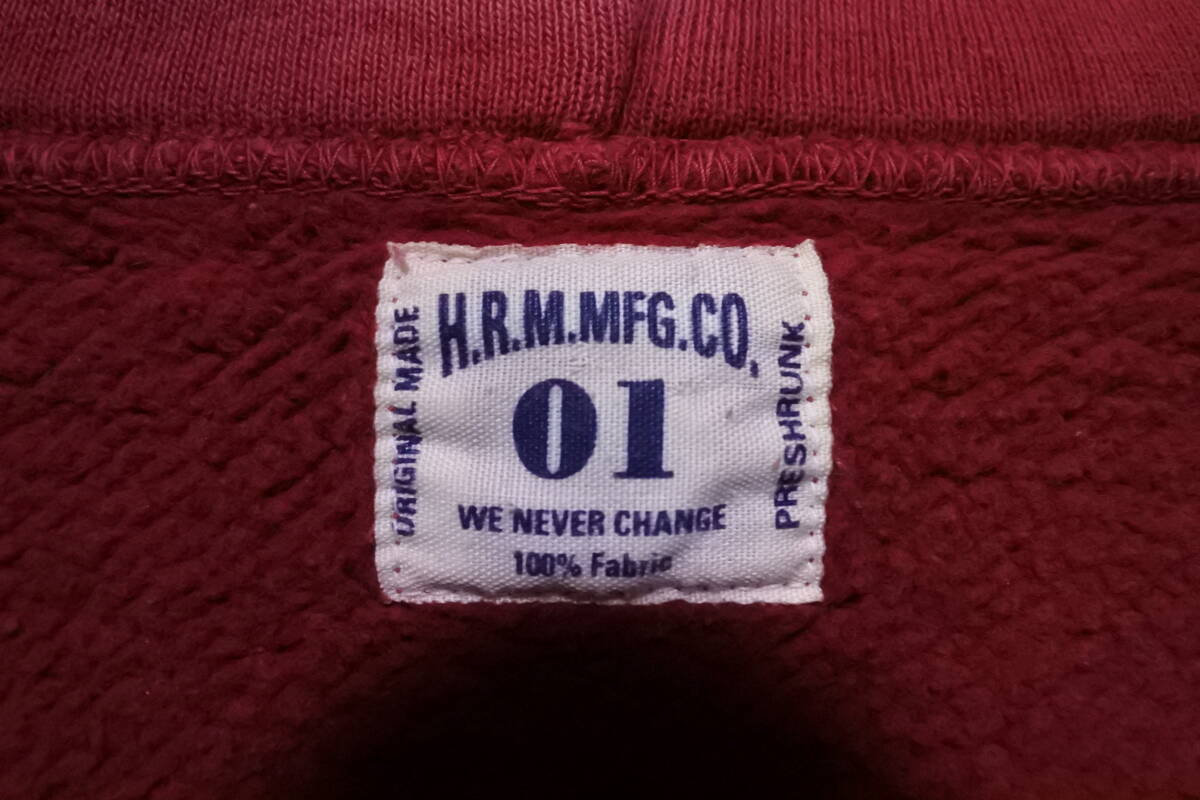 H.R.M.MFG.CO.
ORIGINAL MADE
01
PRESHRUNK
WE NEVER CHANGE
100% Fabric